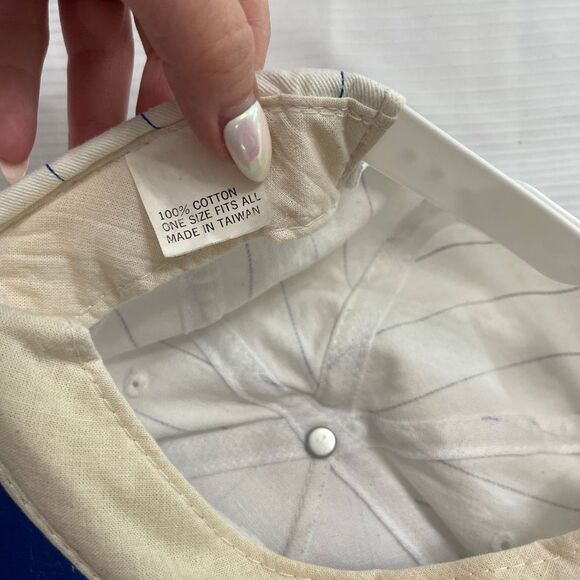 100% COTTON
ONE SIZE FITS ALL
MADE IN TAIWAN